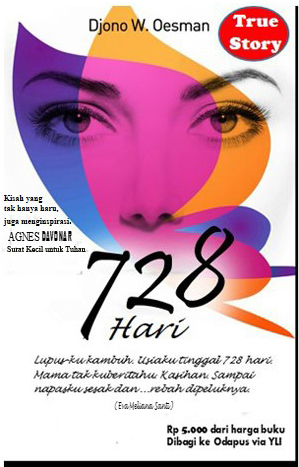 Djono W. Oesman
True
Story
Kisah yang
tak hanya haru,
juga menginspirasi.
AGNES DAVONAR
Surat Kecil untuk Tuhan
728
Hari
Lupus-ku kambuh. Usiaku tinggal 728 hari.
Mama tak kuberitahu. Kasihan. Sampai
napasku sesak dan ...rebah dipeluknya.
(Eva Meliana Santi)
Rp 5.000 dari harga buku
Dibagi ke Odapus via YLI